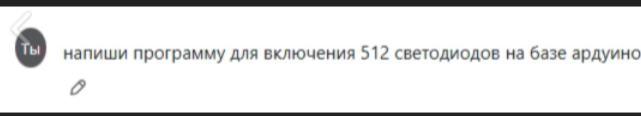 Ты
напиши программу для включения 512 светодиодов на базе ардуино